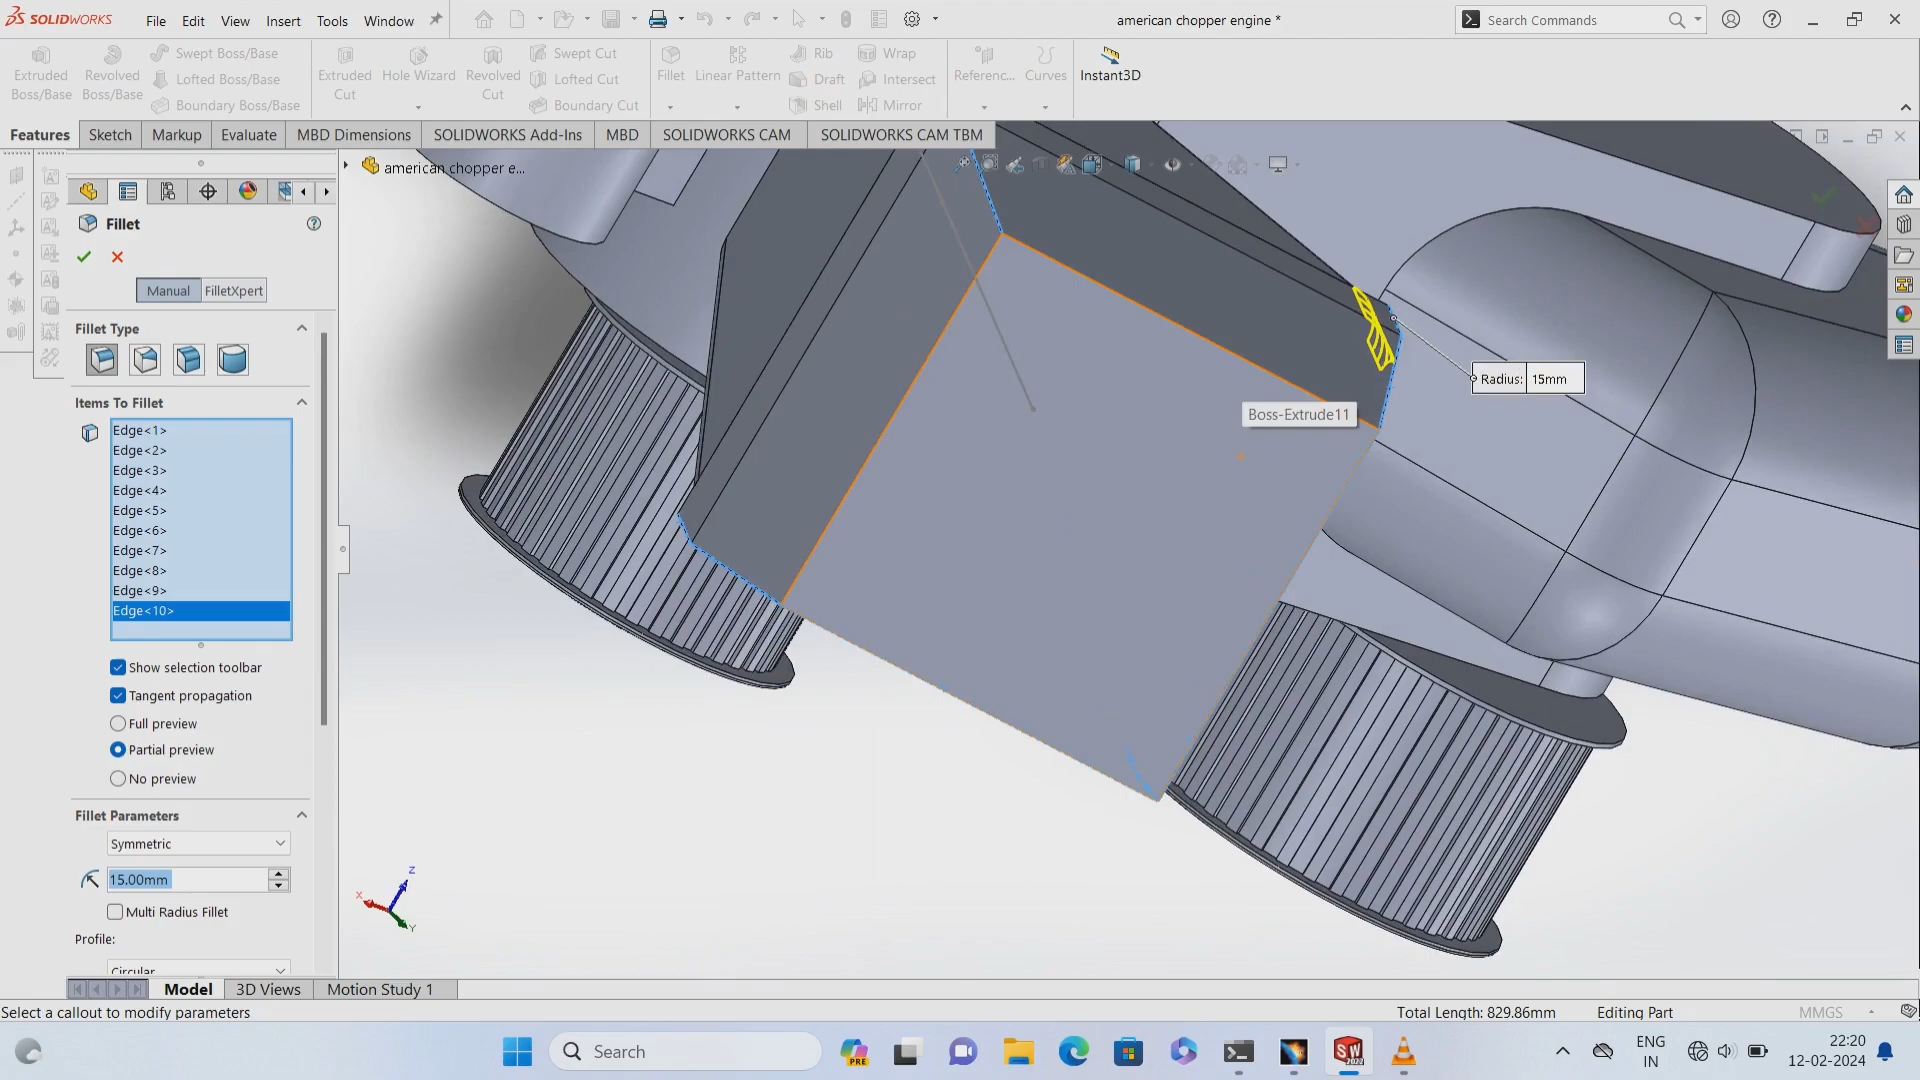 SOLIDWORKS File Edit View Insert Tools Window american chopper engine * Search Commands
Extruded Boss/Base
Revolved Boss/Base
Swept Boss/Base
Lofted Boss/Base
Boundary Boss/Base
Extruded Cut
Hole Wizard
Revolved Cut
Swept Cut
Lofted Cut
Boundary Cut
Fillet
Linear Pattern
Rib
Draft
Shell
Wrap
Intersect
Mirror
Referenc...
Curves
Instant3D
Features Sketch Markup Evaluate MBD Dimensions SOLIDWORKS Add-Ins MBD SOLIDWORKS CAM SOLIDWORKS CAM TBM
american chopper e...
Fillet
Manual FilletXpert
Fillet Type
Items To Fillet
Edge<1>
Edge<2>
Edge<3>
Edge<4>
Edge<5>
Edge<6>
Edge<7>
Edge<8>
Edge<9>
Edge<10>
Show selection toolbar
Tangent propagation
Full preview
Partial preview
No preview
Fillet Parameters
Symmetric
15.00mm
Multi Radius Fillet
Profile:
Circular
Radius: 15mm
Boss-Extrude11
X
Z
Y
Model 3D Views Motion Study 1
Select a callout to modify parameters Total Length: 829.86mm Editing Part MMGS
Search
PRE
SW
2022
ENG
IN
22:20
12-02-2024